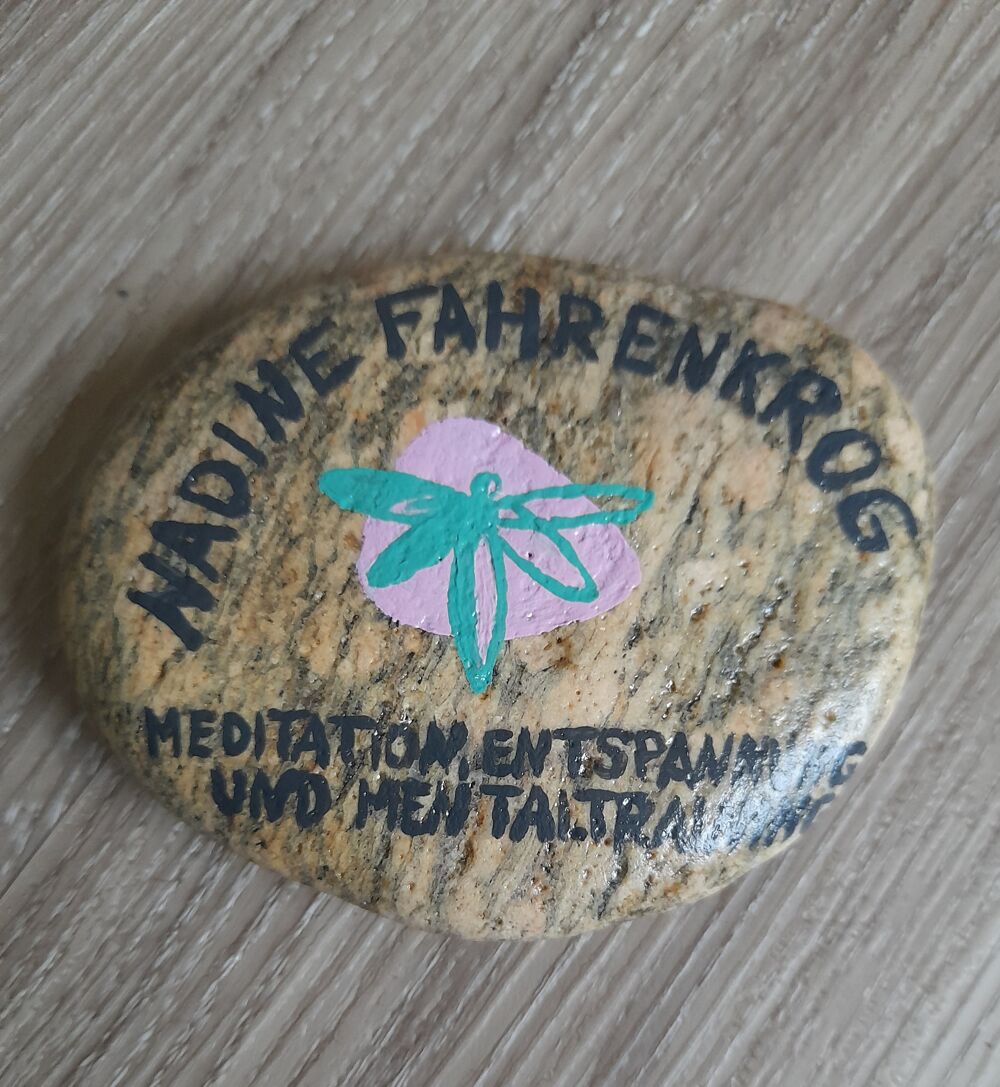 NADINE FAHRENKROG
MEDITATION, ENTSPANNUNG
UND MENTALTRAINING